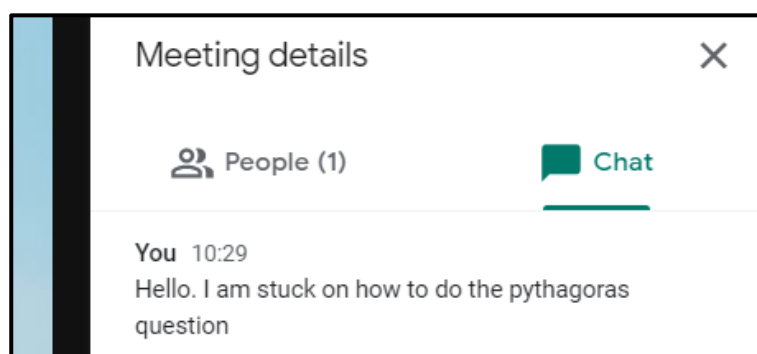 Meeting details
People (1)
Chat
You 10:29
Hello. I am stuck on how to do the pythagoras
question